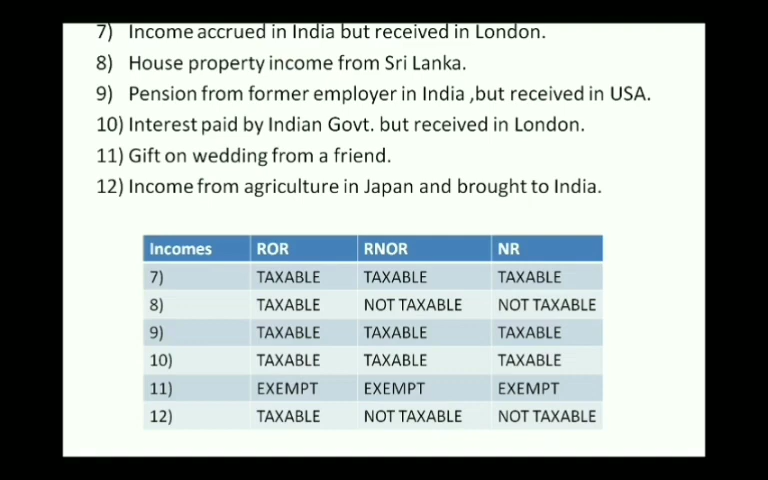 7) Income accrued in India but received in London.
8) House property income from Sri Lanka.
9) Pension from former employer in India ,but received in USA.
10) Interest paid by Indian Govt. but received in London.
11) Gift on wedding from a friend.
12) Income from agriculture in Japan and brought to India.
Incomes ROR RNOR NR
7) TAXABLE TAXABLE TAXABLE
8) TAXABLE NOT TAXABLE NOT TAXABLE
9) TAXABLE TAXABLE TAXABLE
10) TAXABLE TAXABLE TAXABLE
11) EXEMPT EXEMPT EXEMPT
12) TAXABLE NOT TAXABLE NOT TAXABLE